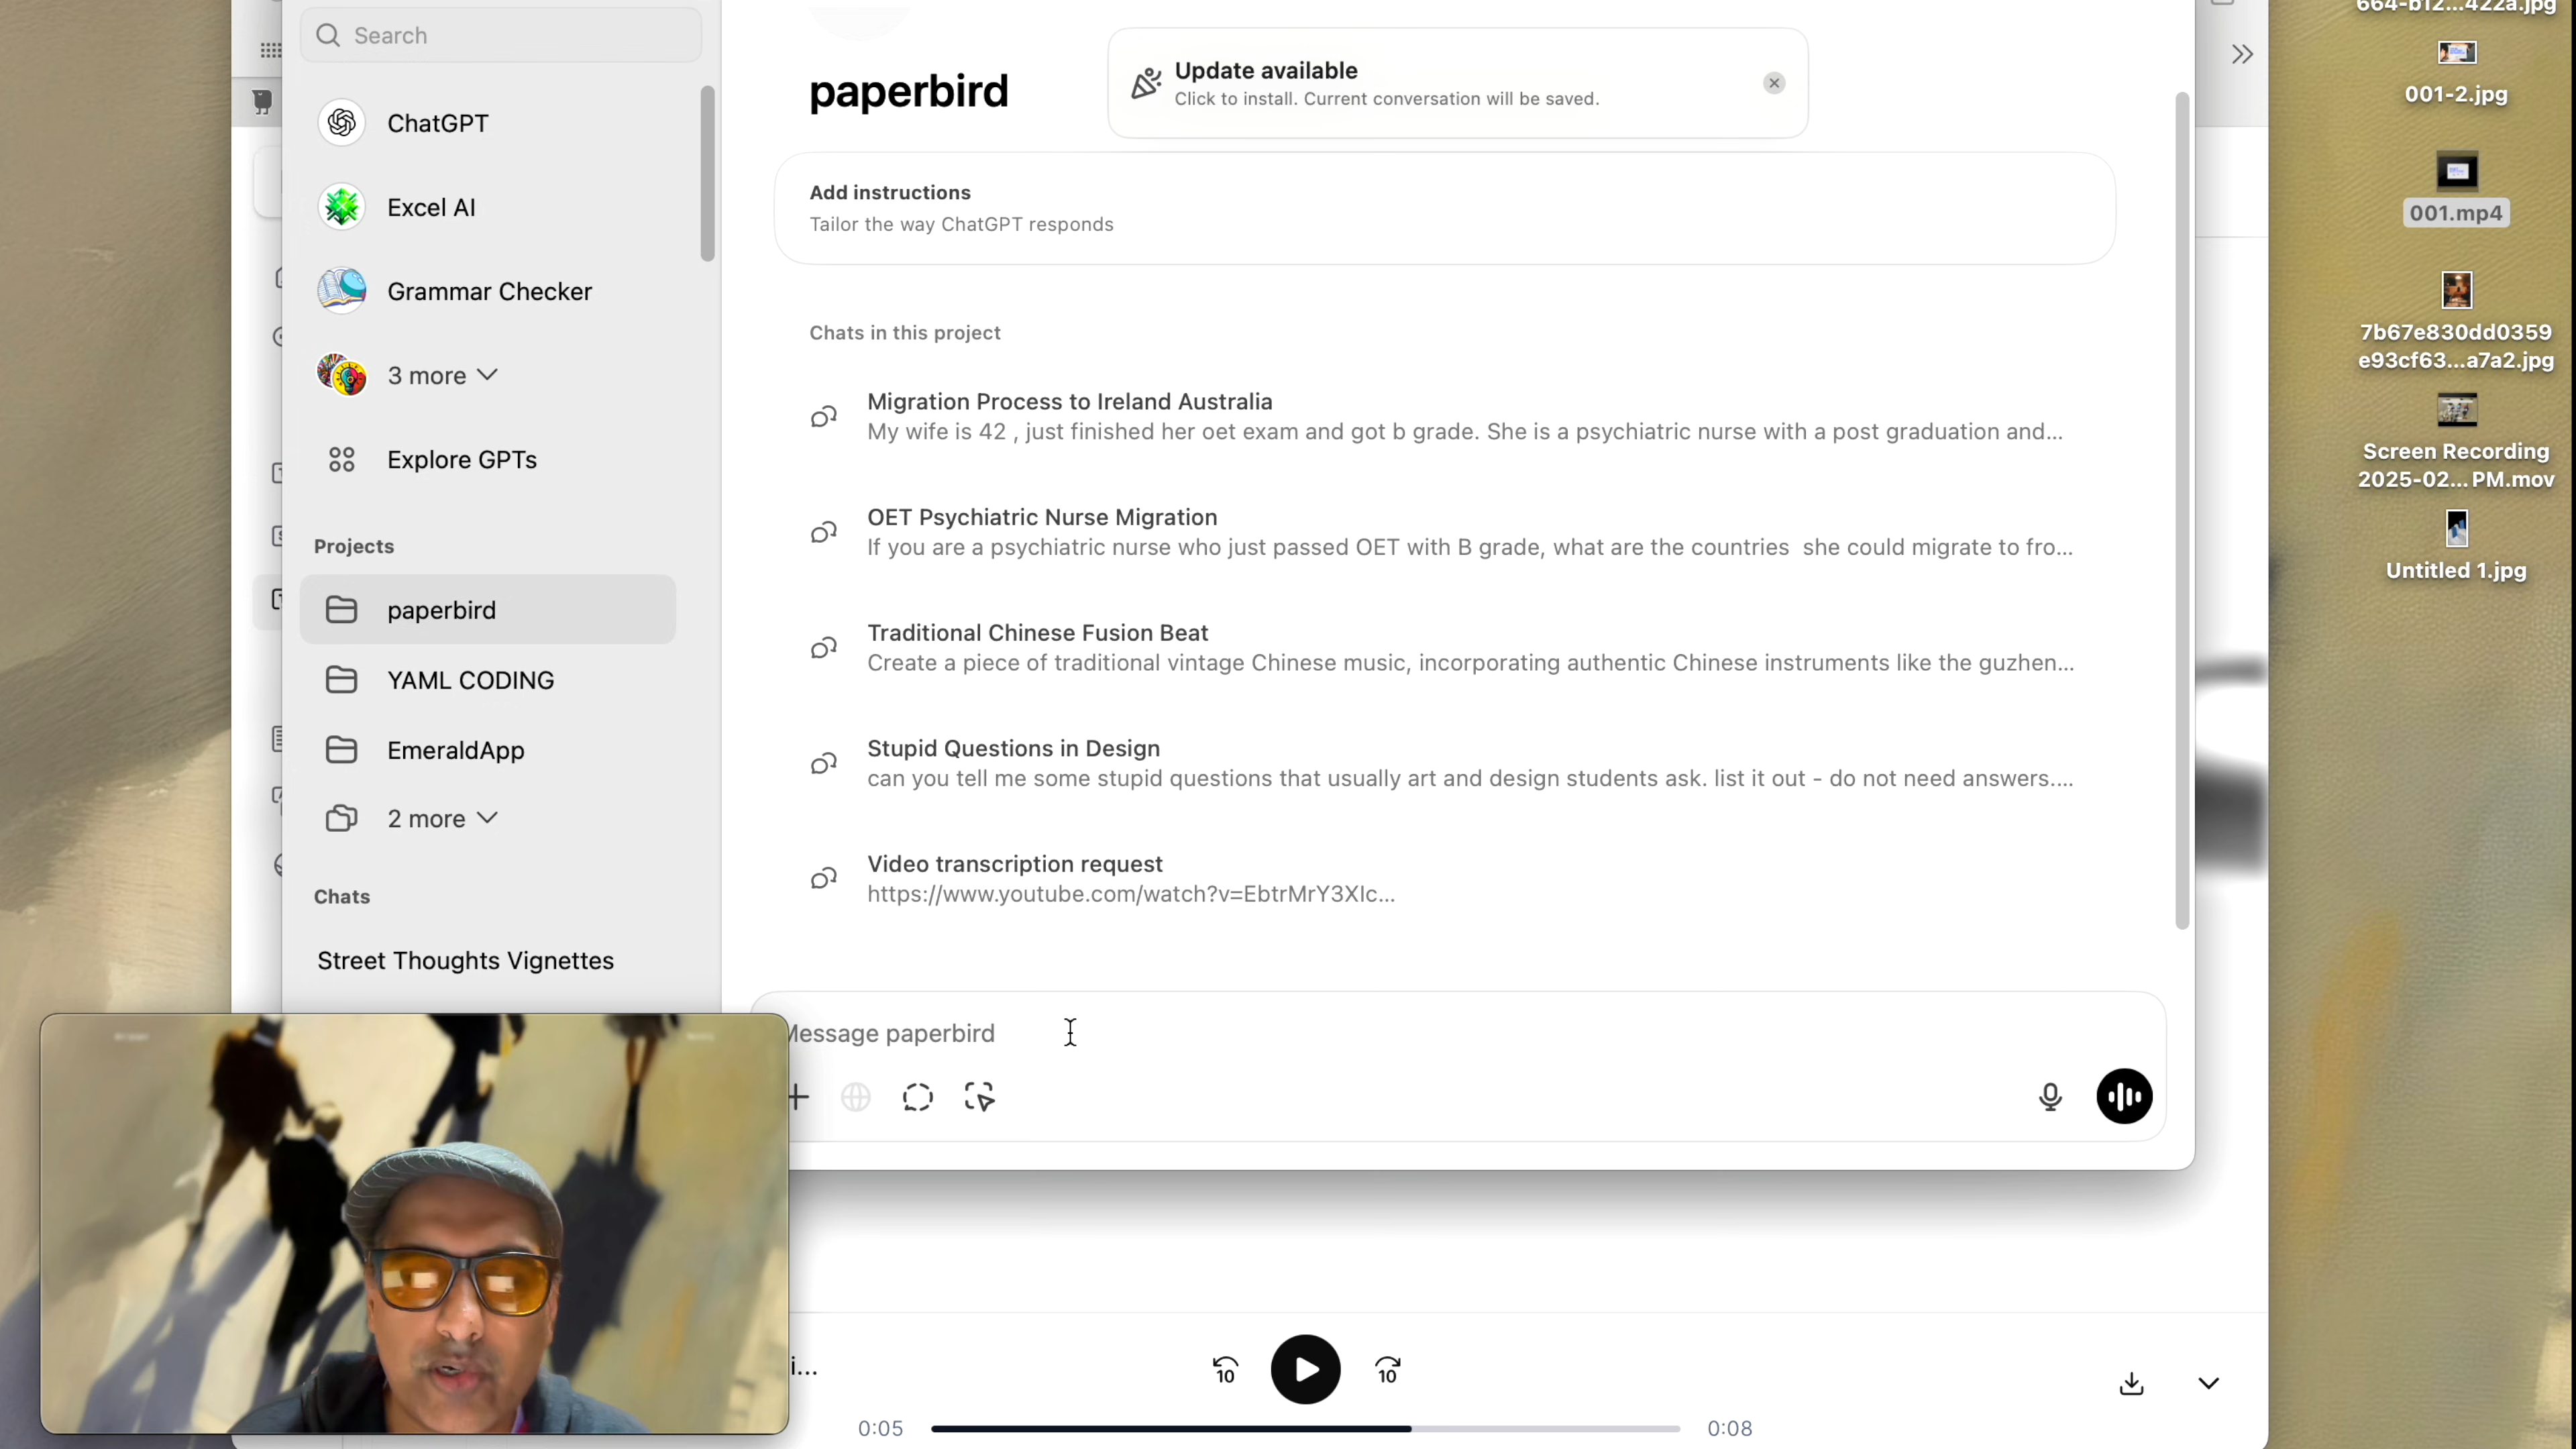 Search
ChatGPT
Excel AI
Grammar Checker
3 more
Explore GPTs
Projects
paperbird
YAML CODING
EmeraldApp
2 more
Chats
Street Thoughts Vignettes
paperbird
Update available
Click to install. Current conversation will be saved.
Add instructions
Tailor the way ChatGPT responds
Chats in this project
Migration Process to Ireland Australia
My wife is 42 , just finished her oet exam and got b grade. She is a psychiatric nurse with a post graduation and...
OET Psychiatric Nurse Migration
If you are a psychiatric nurse who just passed OET with B grade, what are the countries  she could migrate to fro...
Traditional Chinese Fusion Beat
Create a piece of traditional vintage Chinese music, incorporating authentic Chinese instruments like the guzhen...
Stupid Questions in Design
can you tell me some stupid questions that usually art and design students ask. list it out - do not need answers....
Video transcription request
https://www.youtube.com/watch?v=EbtrMrY3XIc...
Message paperbird
i...
10
10
0:05
0:08
664-b12...422a.jpg
001-2.jpg
001.mp4
7b67e830dd0359
e93cf63...a7a2.jpg
Screen Recording
2025-02... PM.mov
Untitled 1.jpg